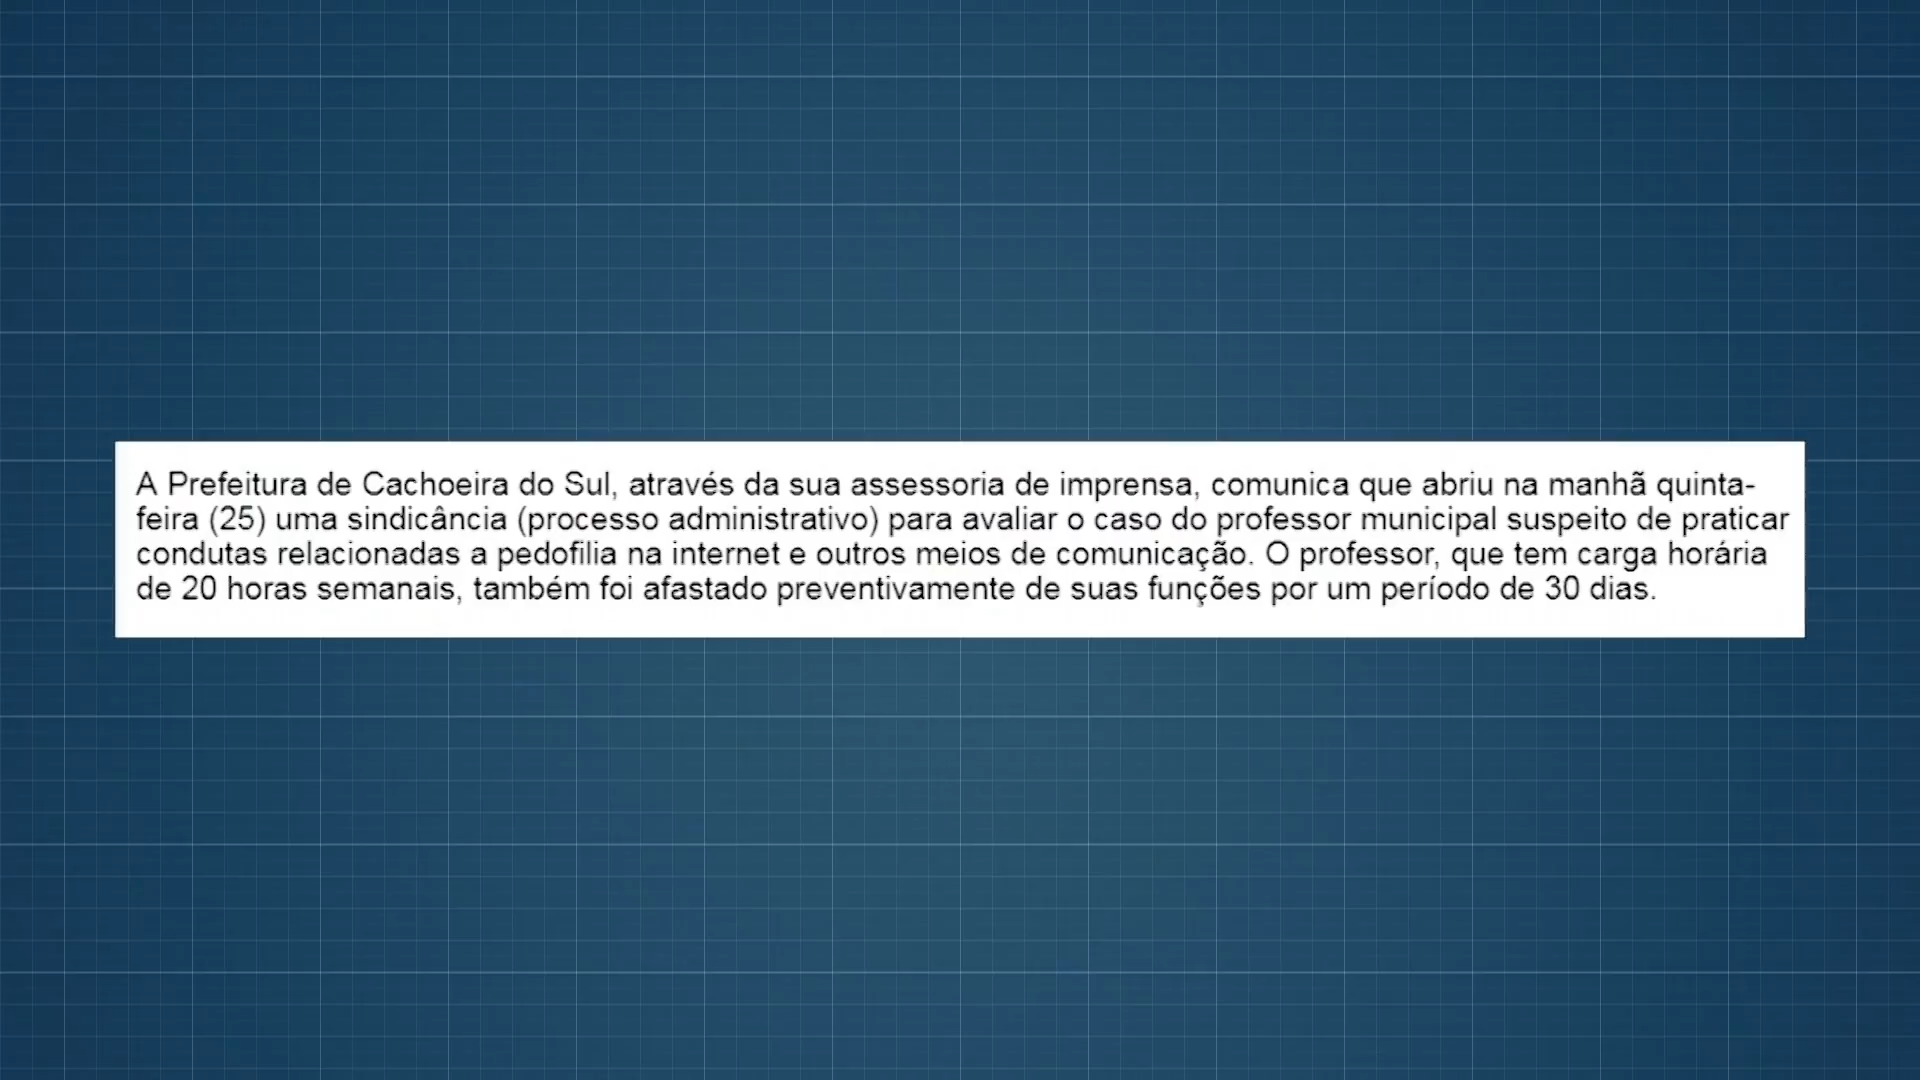 A Prefeitura de Cachoeira do Sul, através da sua assessoria de imprensa, comunica que abriu na manhã quinta-
feira (25) uma sindicância (processo administrativo) para avaliar o caso do professor municipal suspeito de praticar
condutas relacionadas a pedofilia na internet e outros meios de comunicação. O professor, que tem carga horária
de 20 horas semanais, também foi afastado preventivamente de suas funções por um período de 30 dias.